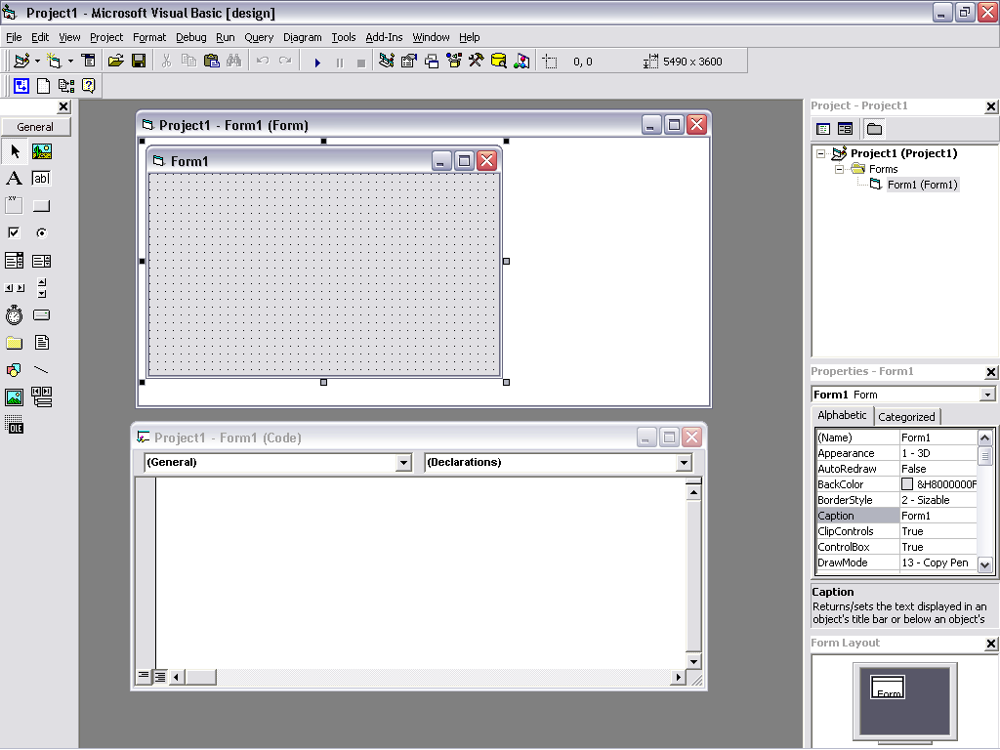 Project1 - Microsoft Visual Basic [design]
File Edit View Project Format Debug Run Query Diagram Tools Add-Ins Window Help
0, 0 5490 x 3600
General
A ab|
xy
OLE
Project1 - Form1 (Form)
Form1
Project1 - Form1 (Code)
(General) (Declarations)
Project - Project1
Project1 (Project1)
Forms
Form1 (Form1)
Properties - Form1
Form1 Form
Alphabetic Categorized
(Name) Form1
Appearance 1 - 3D
AutoRedraw False
BackColor &H8000000F
BorderStyle 2 - Sizable
Caption Form1
ClipControls True
ControlBox True
DrawMode 13 - Copy Pen
Caption
Returns/sets the text displayed in an
object's title bar or below an object's
Form Layout
Form